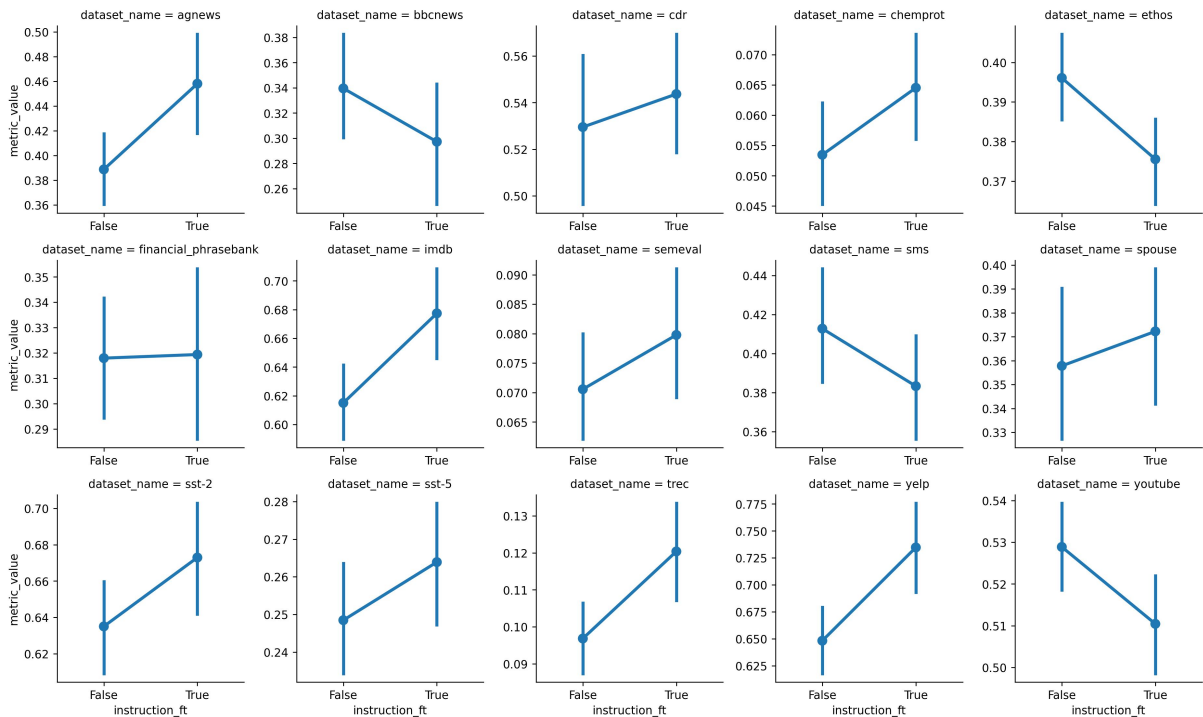 dataset_name = agnews
dataset_name = bbcnews
dataset_name = cdr
dataset_name = chemprot
dataset_name = ethos
metric_value
0.50
0.48
0.46
0.44
0.42
0.40
0.38
0.36
False
True
0.38
0.36
0.34
0.32
0.30
0.28
0.26
False
True
0.56
0.54
0.52
0.50
False
True
0.070
0.065
0.060
0.055
0.050
0.045
False
True
0.40
0.39
0.38
0.37
False
True
dataset_name = financial_phrasebank
dataset_name = imdb
dataset_name = semeval
dataset_name = sms
dataset_name = spouse
metric_value
0.35
0.34
0.33
0.32
0.31
0.30
0.29
False
True
0.70
0.68
0.66
0.64
0.62
0.60
False
True
0.090
0.085
0.080
0.075
0.070
0.065
False
True
0.44
0.42
0.40
0.38
0.36
False
True
0.40
0.39
0.38
0.37
0.36
0.35
0.34
0.33
False
True
dataset_name = sst-2
dataset_name = sst-5
dataset_name = trec
dataset_name = yelp
dataset_name = youtube
metric_value
0.70
0.68
0.66
0.64
0.62
False
True
instruction_ft
0.28
0.27
0.26
0.25
0.24
False
True
instruction_ft
0.13
0.12
0.11
0.10
0.09
False
True
instruction_ft
0.775
0.750
0.725
0.700
0.675
0.650
0.625
False
True
instruction_ft
0.54
0.53
0.52
0.51
0.50
False
True
instruction_ft